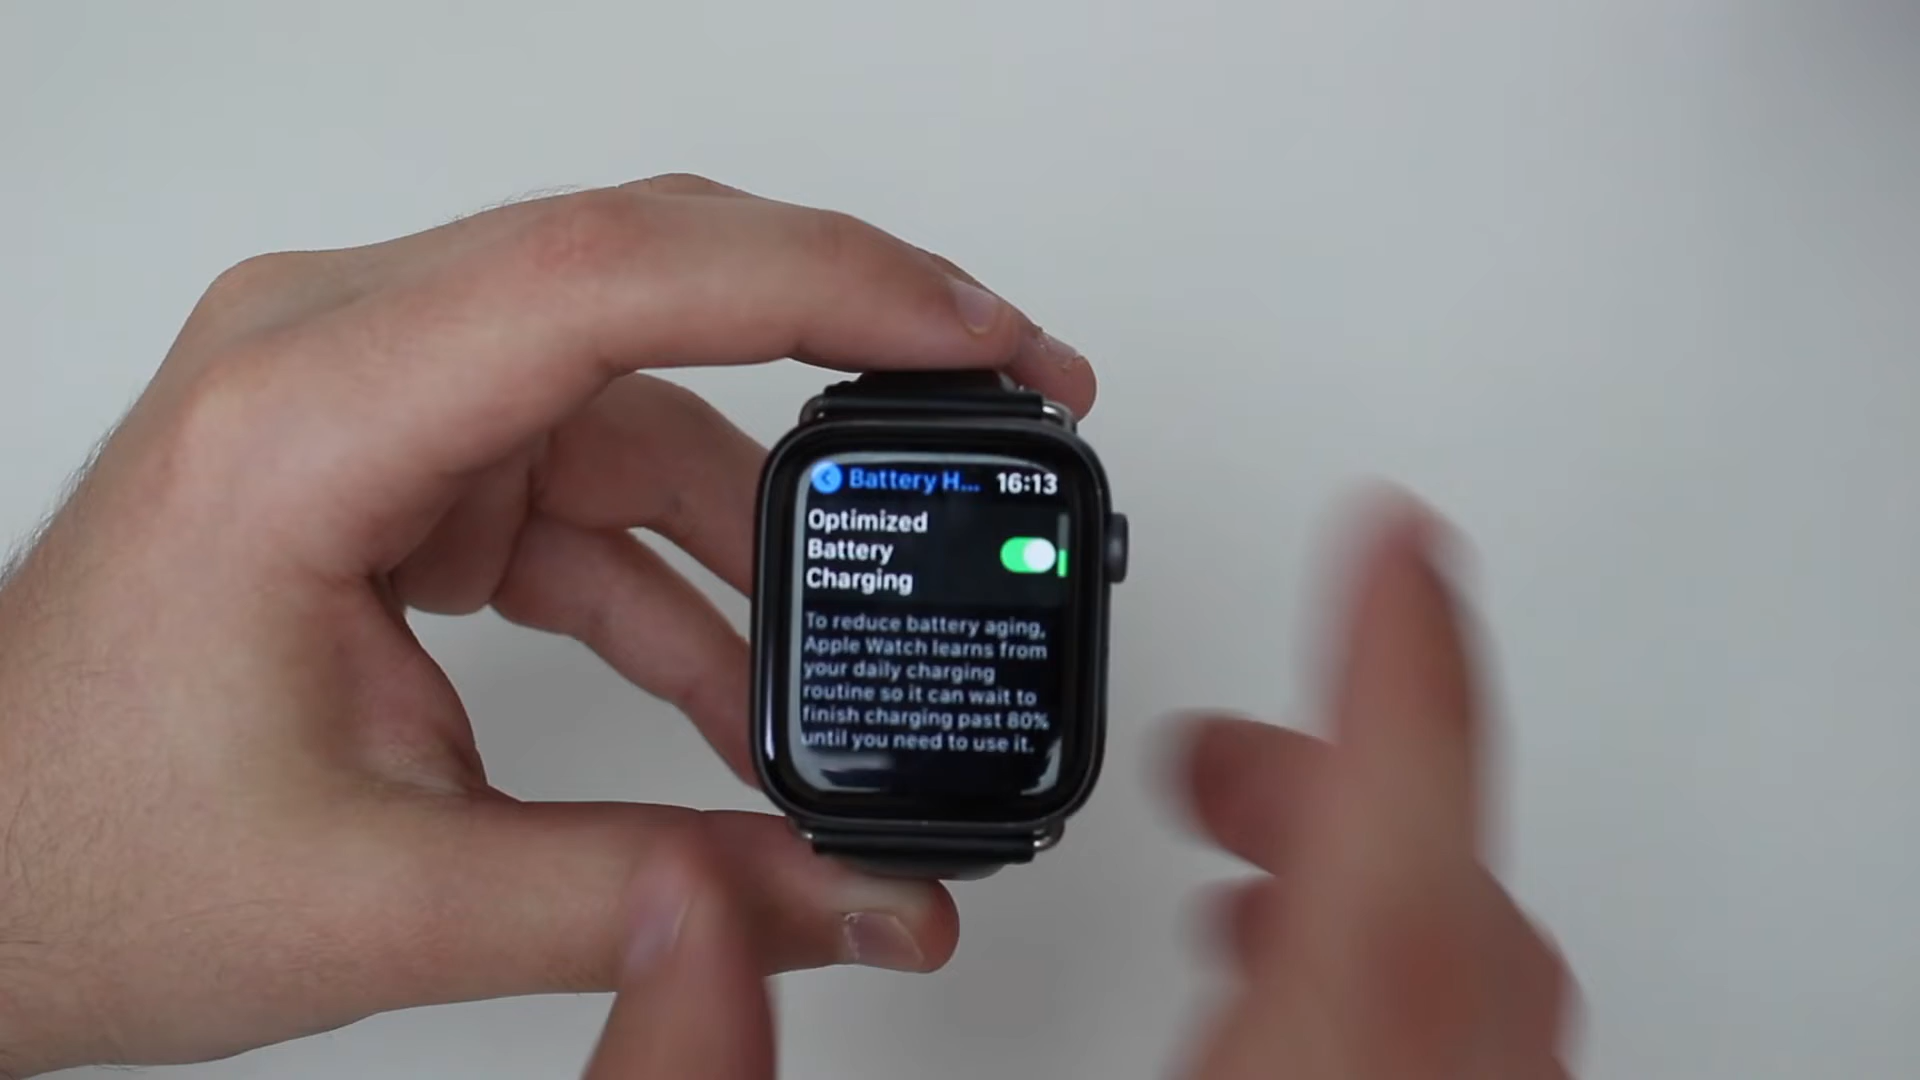 Battery H...
16:13
Optimized
Battery
Charging
To reduce battery aging,
Apple Watch learns from
your daily charging
routine so it can wait to
finish charging past 80%
until you need to use it.